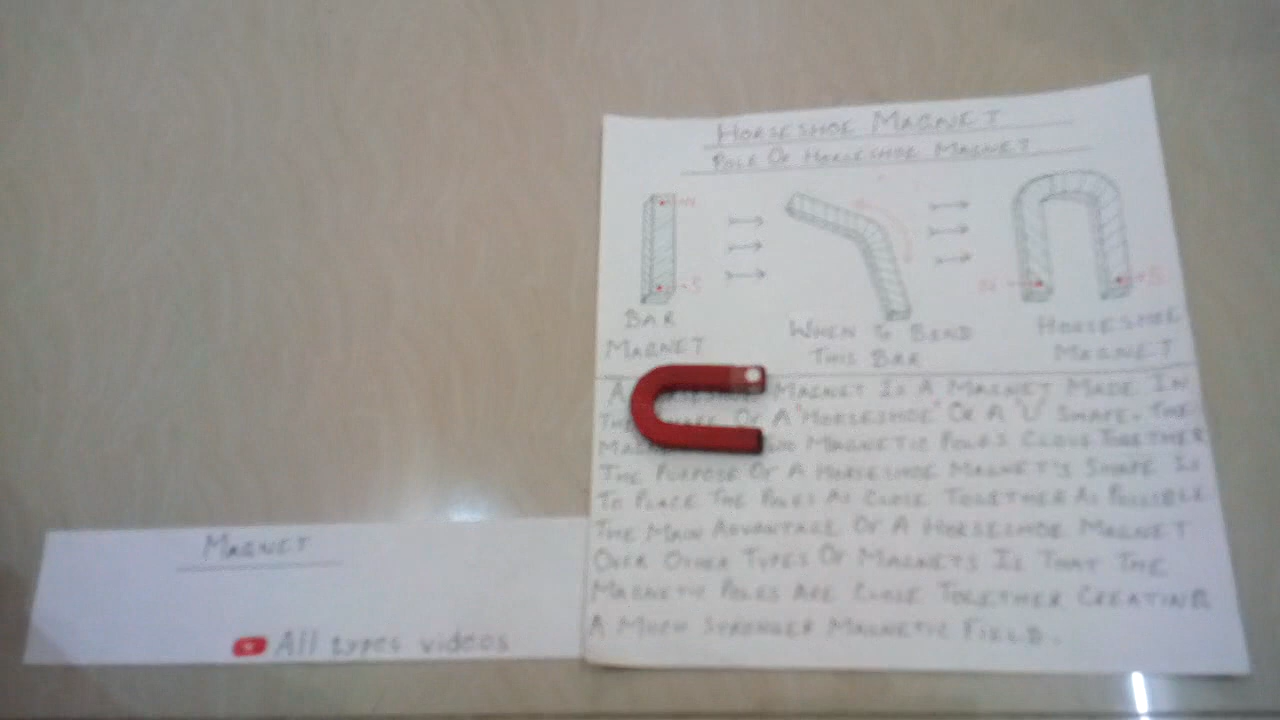 HORSESHOE MAGNET
POLE OF HORSESHOE MAGNET
N
S
N
S
BAR
MAGNET
WHEN TO BEND
THIS BAR
HORSESHOE
MAGNET
A MAGNET IS A MAGNET MADE IN
THE OF A 'HORSESHOE' OR A 'U' SHAPE. THE
MAGNETIC POLES CLOSE TOGETHER
THE PURPOSE OF A HORSESHOE MAGNET'S SHAPE IS
TO PLACE THE POLES AS CLOSE TOGETHER AS POSSIBLE
THE MAIN ADVANTAGE OF A HORSESHOE MAGNET
OVER OTHER TYPES OF MAGNETS IS THAT THE
MAGNETIC POLES ARE CLOSE TOGETHER CREATING
A MUCH STRONGER MAGNETIC FIELD.
MAGNET
All types videos